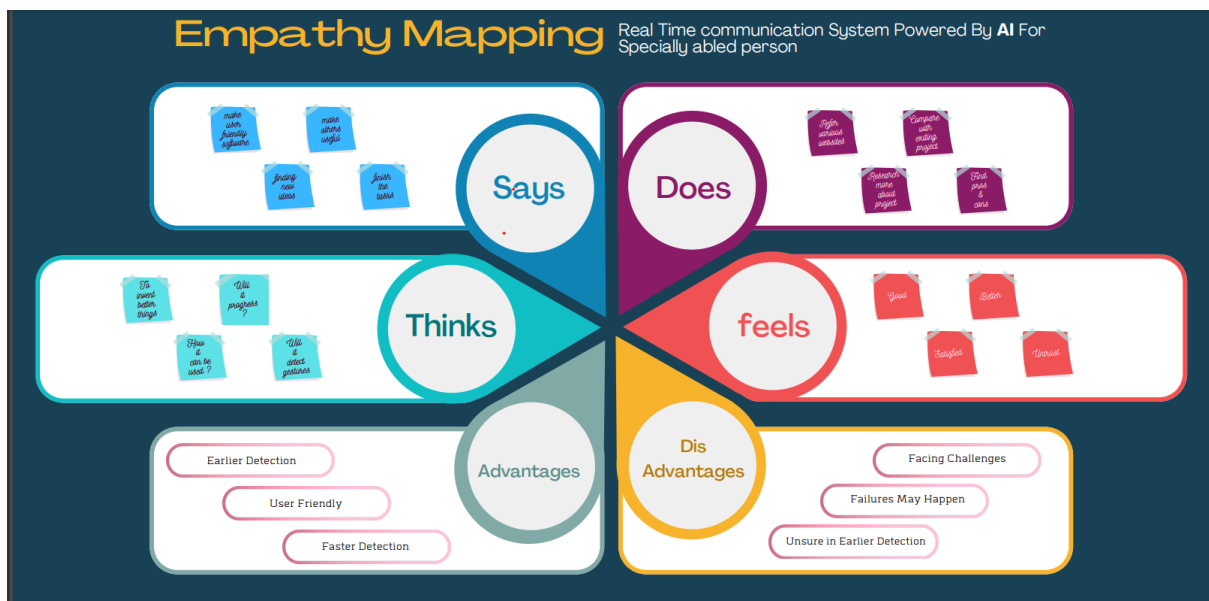 Empathy Mapping
Real Time communication System Powered By AI For
Specially abled person
make
user
friendly
software
make
others
useful
finding
new
ideas
finish
the
tasks
Says
Does
Refer
various
websites
Compare
with
exiting
project
Research
more
about
project
Find
pros
&
cons
To
invent
better
things
Will
it
progress
?
How
it
can be
used ?
Will
it
detect
gestures
Thinks
feels
Good
Better
Satisfied
Untrust
Earlier Detection
User Friendly
Faster Detection
Advantages
Dis
Advantages
Facing Challenges
Failures May Happen
Unsure in Earlier Detection